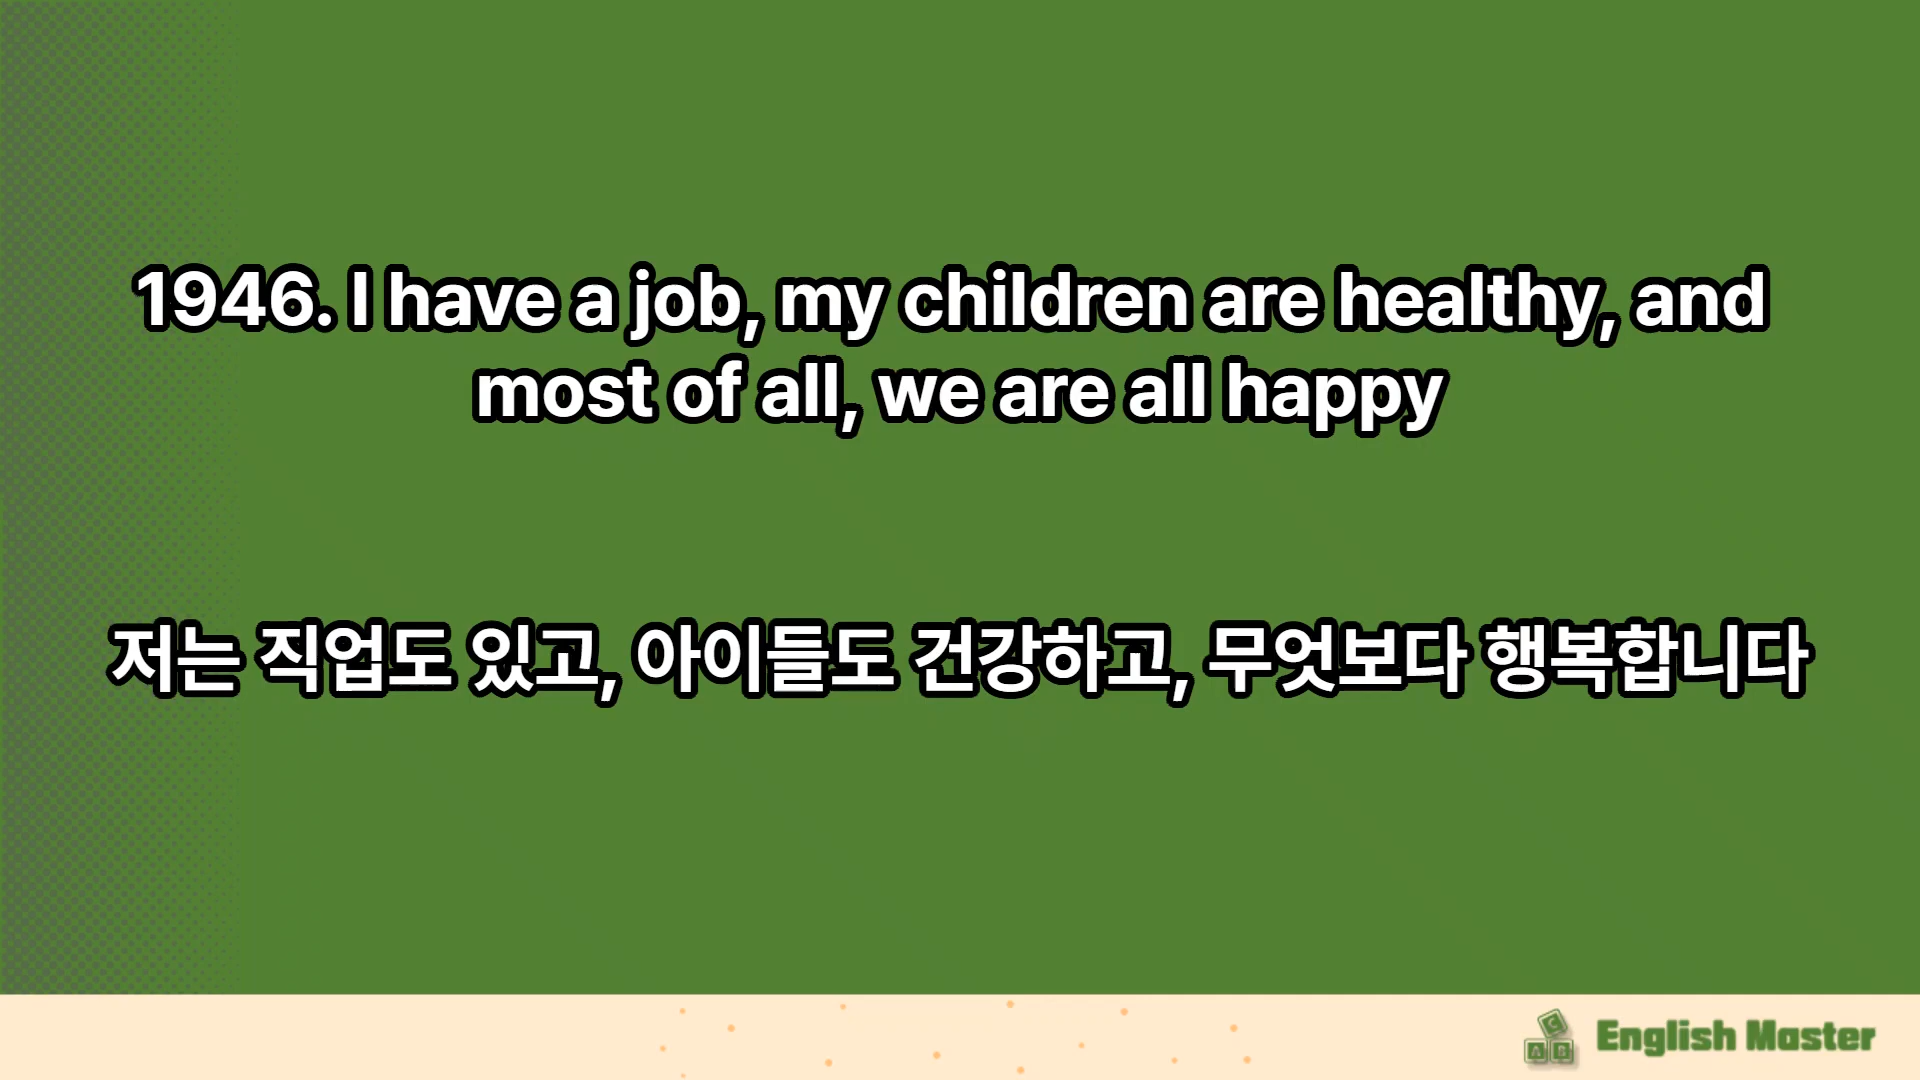 1946. I have a job, my children are healthy, and
most of all, we are all happy
저는 직업도 있고, 아이들도 건강하고, 무엇보다 행복합니다
C
A B
English Master